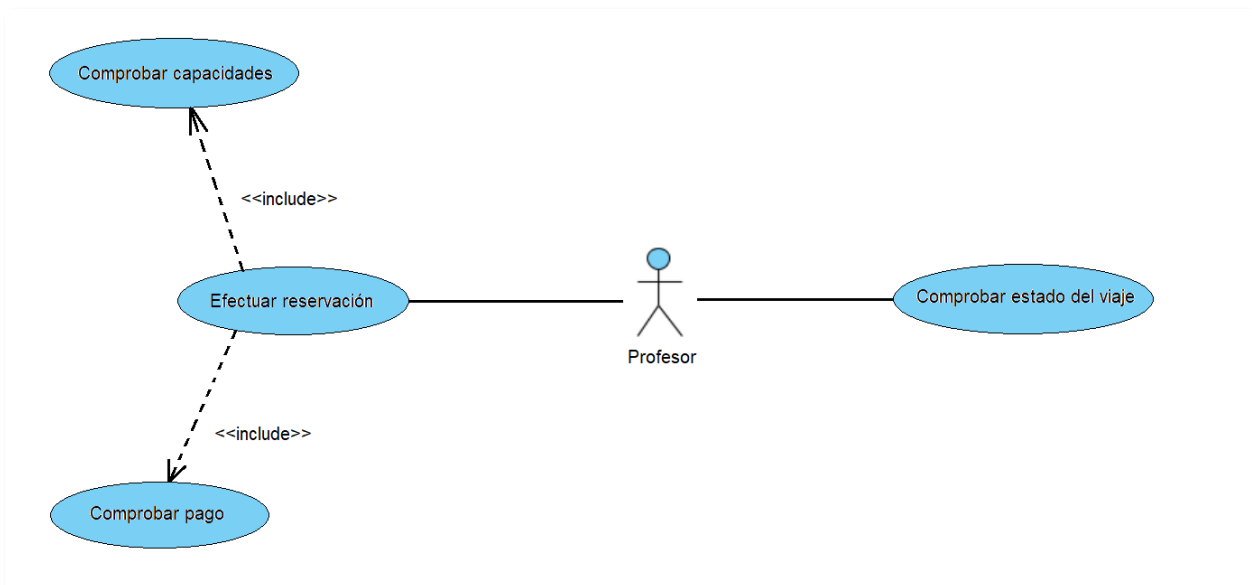 Comprobar capacidades
<<include>>
Efectuar reservación
Profesor
Comprobar estado del viaje
<<include>>
Comprobar pago